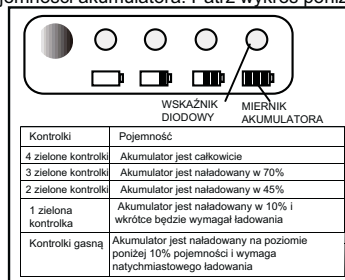 jemności akumulatora. Patrz wykres poniż
WSKAŹNIK
DIODOWY
MIERNIK
AKUMULATORA
Kontrolki Pojemność
4 zielone kontrolki Akumulator jest całkowicie
3 zielone kontrolki Akumulator jest naładowany w 70%
2 zielone kontrolki Akumulator jest naładowany w 45%
1 zielona
kontrolka
Akumulator jest naładowany w 10% i
wkrótce będzie wymagał ładowania
Kontrolki gasną
Akumulator jest naładowany na poziomie
poniżej 10% pojemności i wymaga
natychmiastowego ładowania